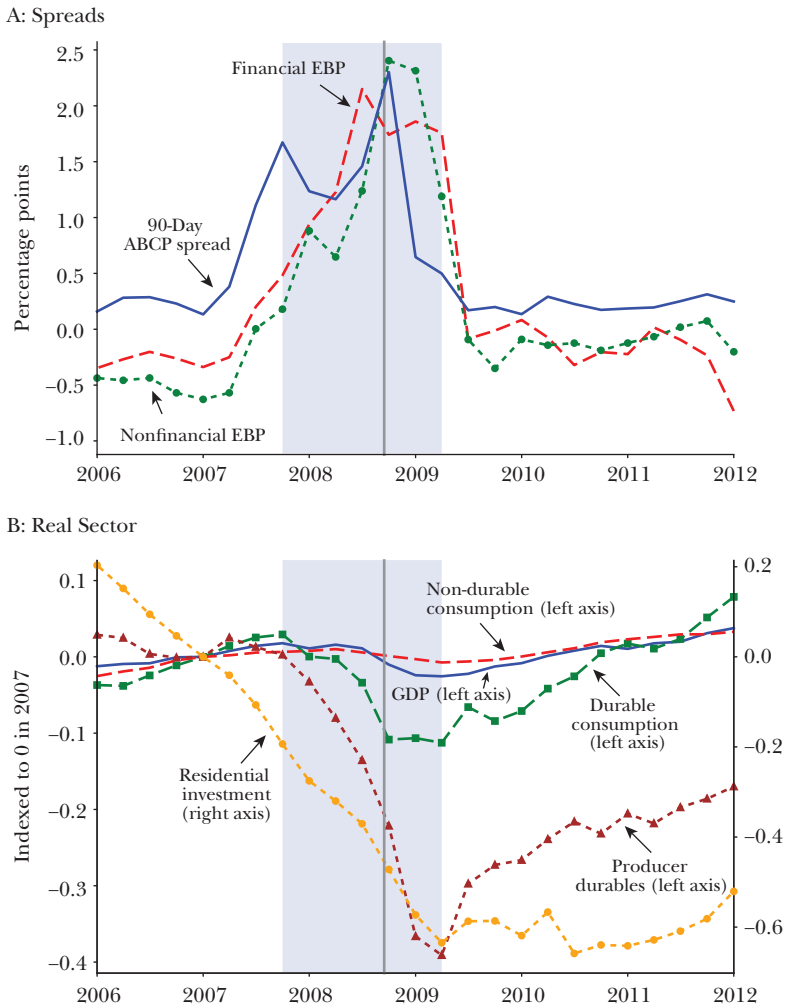 A: Spreads
2.5
Financial EBP
2.0
1.5
90-Day
ABCP spread
1.0
Percentage points
0.5
0.0
−0.5
Nonfinancial EBP
−1.0
2006 2007 2008 2009 2010 2011 2012
B: Real Sector
0.1
0.2
Non-durable
consumption (left axis)
0.0
0.0
GDP (left axis)
Durable
consumption
(left axis)
−0.1
−0.2
Indexed to 0 in 2007
Residential
investment
(right axis)
−0.2
−0.4
Producer
durables (left axis)
−0.3
−0.6
−0.4
2006 2007 2008 2009 2010 2011 2012